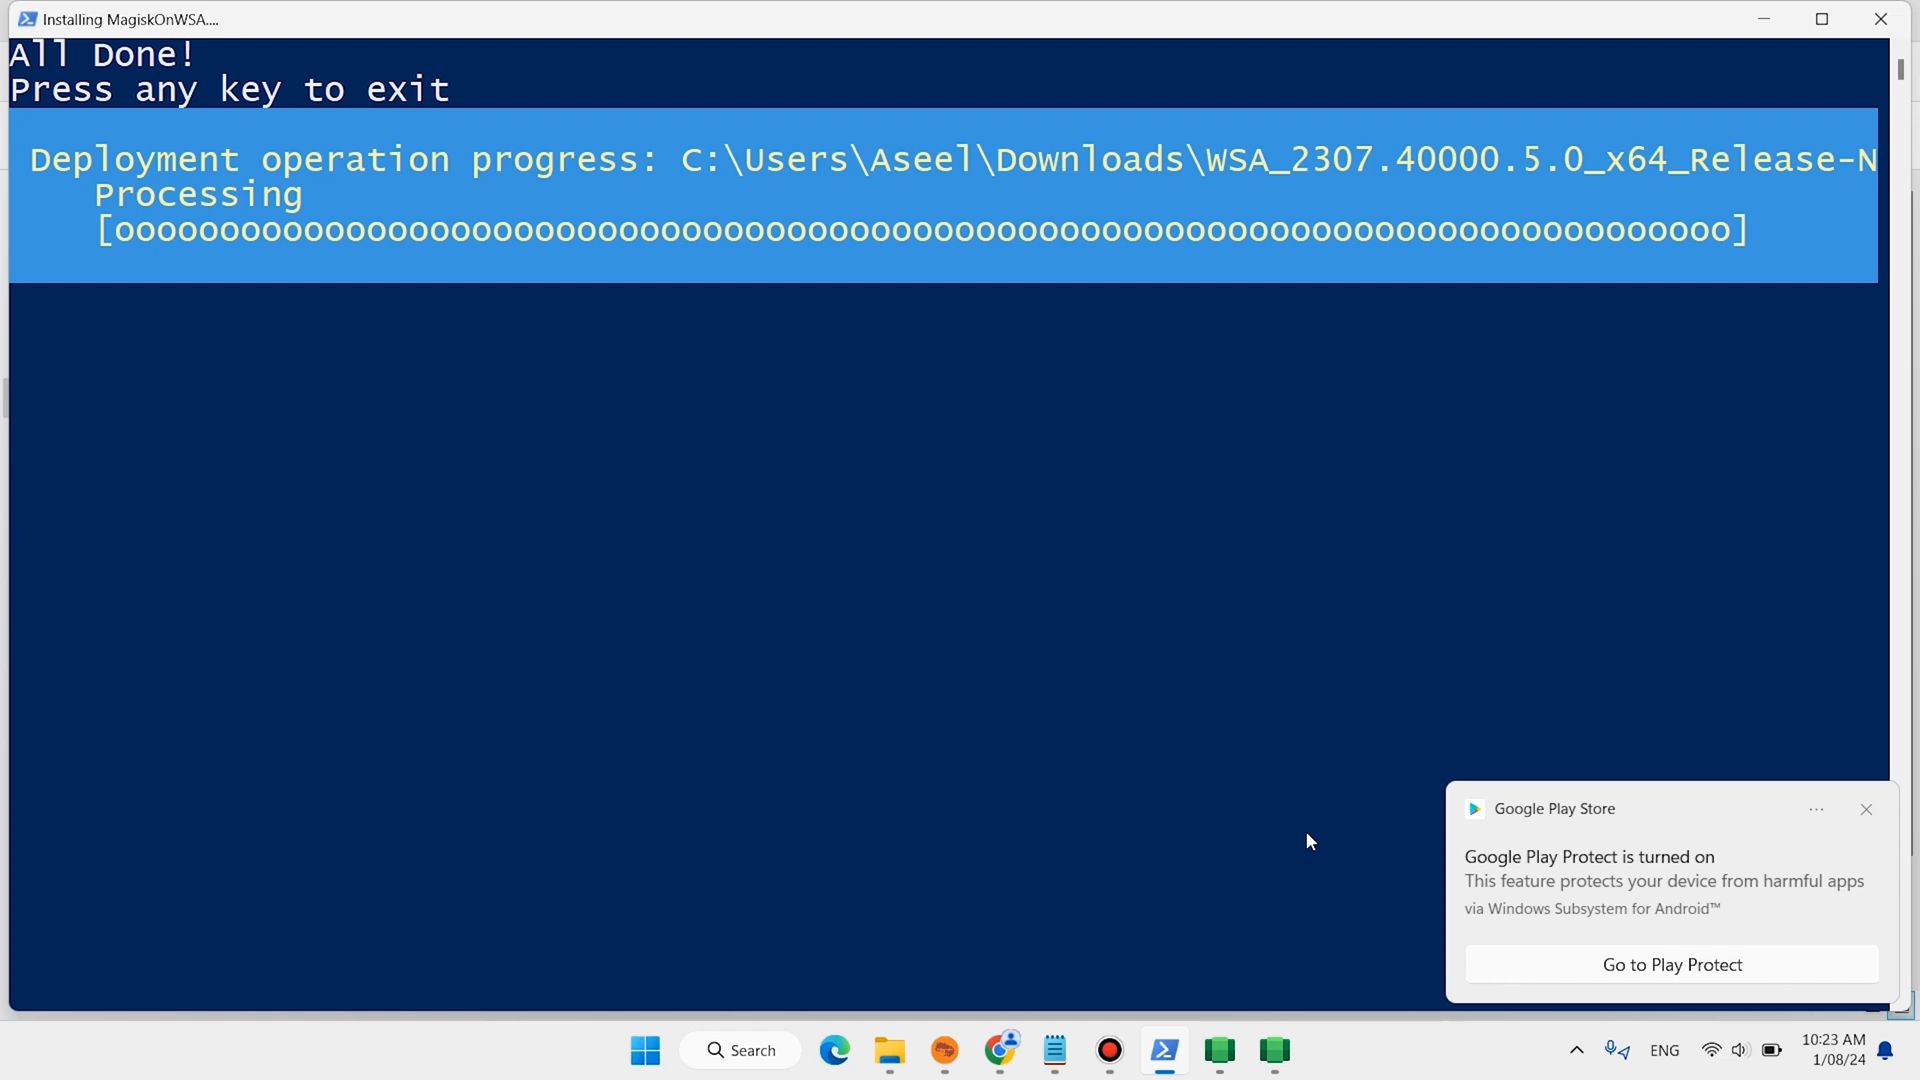 Installing MagiskOnWSA....
All Done!
Press any key to exit
Deployment operation progress: C:\Users\Aseel\Downloads\WSA_2307.40000.5.0_x64_Release-N
Processing
[ooooooooooooooooooooooooooooooooooooooooooooooooooooooooooooooooooooooooooooo]
Google Play Store
Google Play Protect is turned on
This feature protects your device from harmful apps
via Windows Subsystem for Android™
Go to Play Protect
Search
ENG
10:23 AM
1/08/24